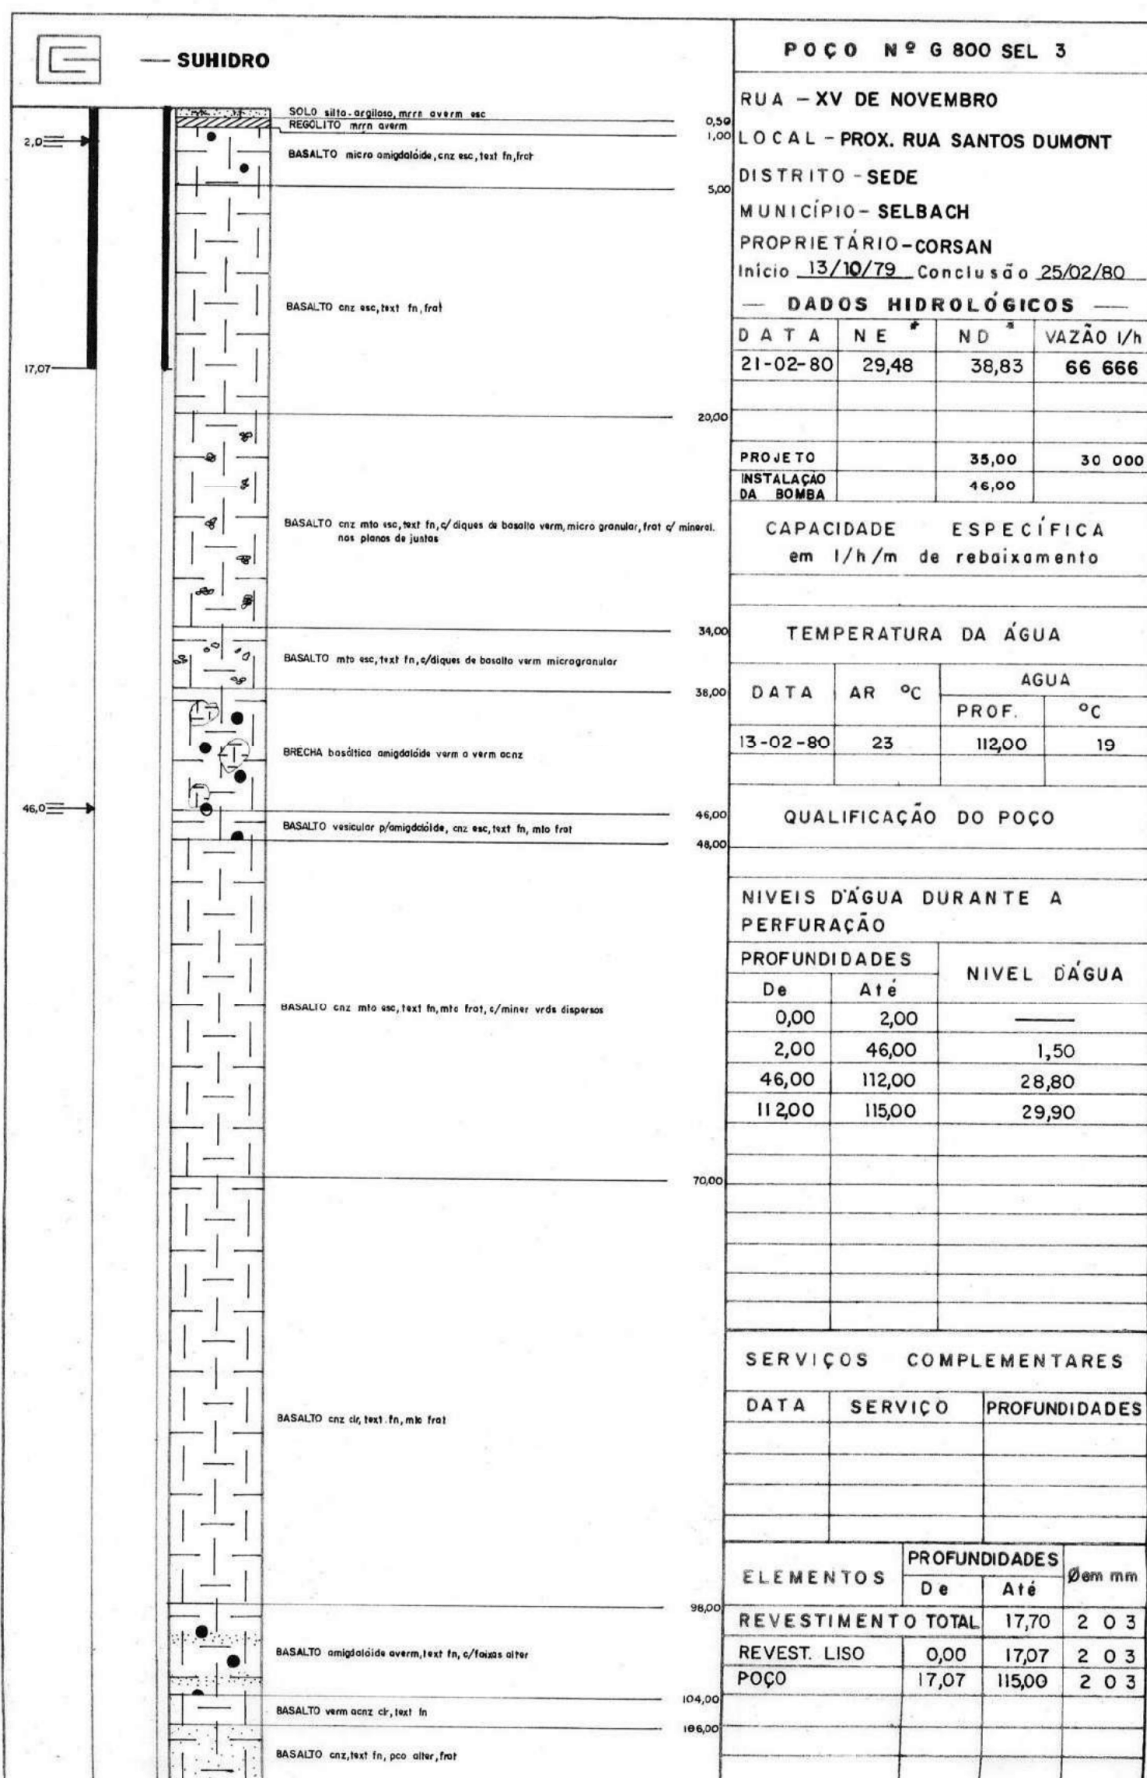 — SUHIDRO
SOLO silto-argiloso, mrrn averm esc
0,50
REGOLITO mrrn averm
1,00
2,0
BASALTO micro amigdalóide, cnz esc, text fn, frat
5,00
BASALTO cnz esc, text fn, frat
17,07
20,00
BASALTO cnz mto esc, text fn, c/diques de basalto verm, micro granular, frat c/ mineral.
nos planos de juntas
34,00
BASALTO mto esc, text fn, c/diques de basalto verm microgranular
38,00
BRECHA basáltica amigdalóide verm a verm acnz
46,0
46,00
BASALTO vesicular p/amigdalóide, cnz esc, text fn, mto frat
48,00
BASALTO cnz mto esc, text fn, mto frat, c/miner vrds dispersos
70,00
BASALTO cnz clr, text fn, mto frat
98,00
BASALTO amigdalóide averm, text fn, c/faixas alter
104,00
BASALTO verm acnz clr, text fn
106,00
BASALTO cnz, text fn, pco alter, frat
POÇO Nº G 800 SEL 3
RUA – XV DE NOVEMBRO
LOCAL – PROX. RUA SANTOS DUMONT
DISTRITO - SEDE
MUNICÍPIO - SELBACH
PROPRIETÁRIO - CORSAN
Início 13/10/79 Conclusão 25/02/80
— DADOS HIDROLÓGICOS —
DATA NE * ND * VAZÃO l/h
21-02-80 29,48 38,83 66 666
PROJETO 35,00 30 000
INSTALAÇÃO
DA BOMBA 46,00
CAPACIDADE ESPECÍFICA
em l/h/m de rebaixamento
TEMPERATURA DA ÁGUA
DATA AR ºC AGUA
PROF. ºC
13-02-80 23 112,00 19
QUALIFICAÇÃO DO POÇO
NIVEIS D'ÁGUA DURANTE A
PERFURAÇÃO
PROFUNDIDADES NIVEL DÁGUA
De Até
0,00 2,00 ——
2,00 46,00 1,50
46,00 112,00 28,80
112,00 115,00 29,90
SERVIÇOS COMPLEMENTARES
DATA SERVIÇO PROFUNDIDADES
ELEMENTOS PROFUNDIDADES Ø em mm
De Até
REVESTIMENTO TOTAL 17,70 2 0 3
REVEST. LISO 0,00 17,07 2 0 3
POÇO 17,07 115,00 2 0 3